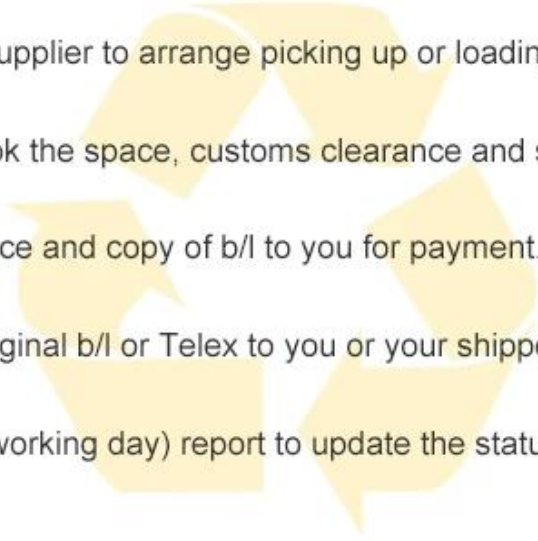 upplier to arrange picking up or loadin
ok the space, customs clearance and s
ce and copy of b/l to you for payment.
ginal b/l or Telex to you or your shippe
working day) report to update the statu